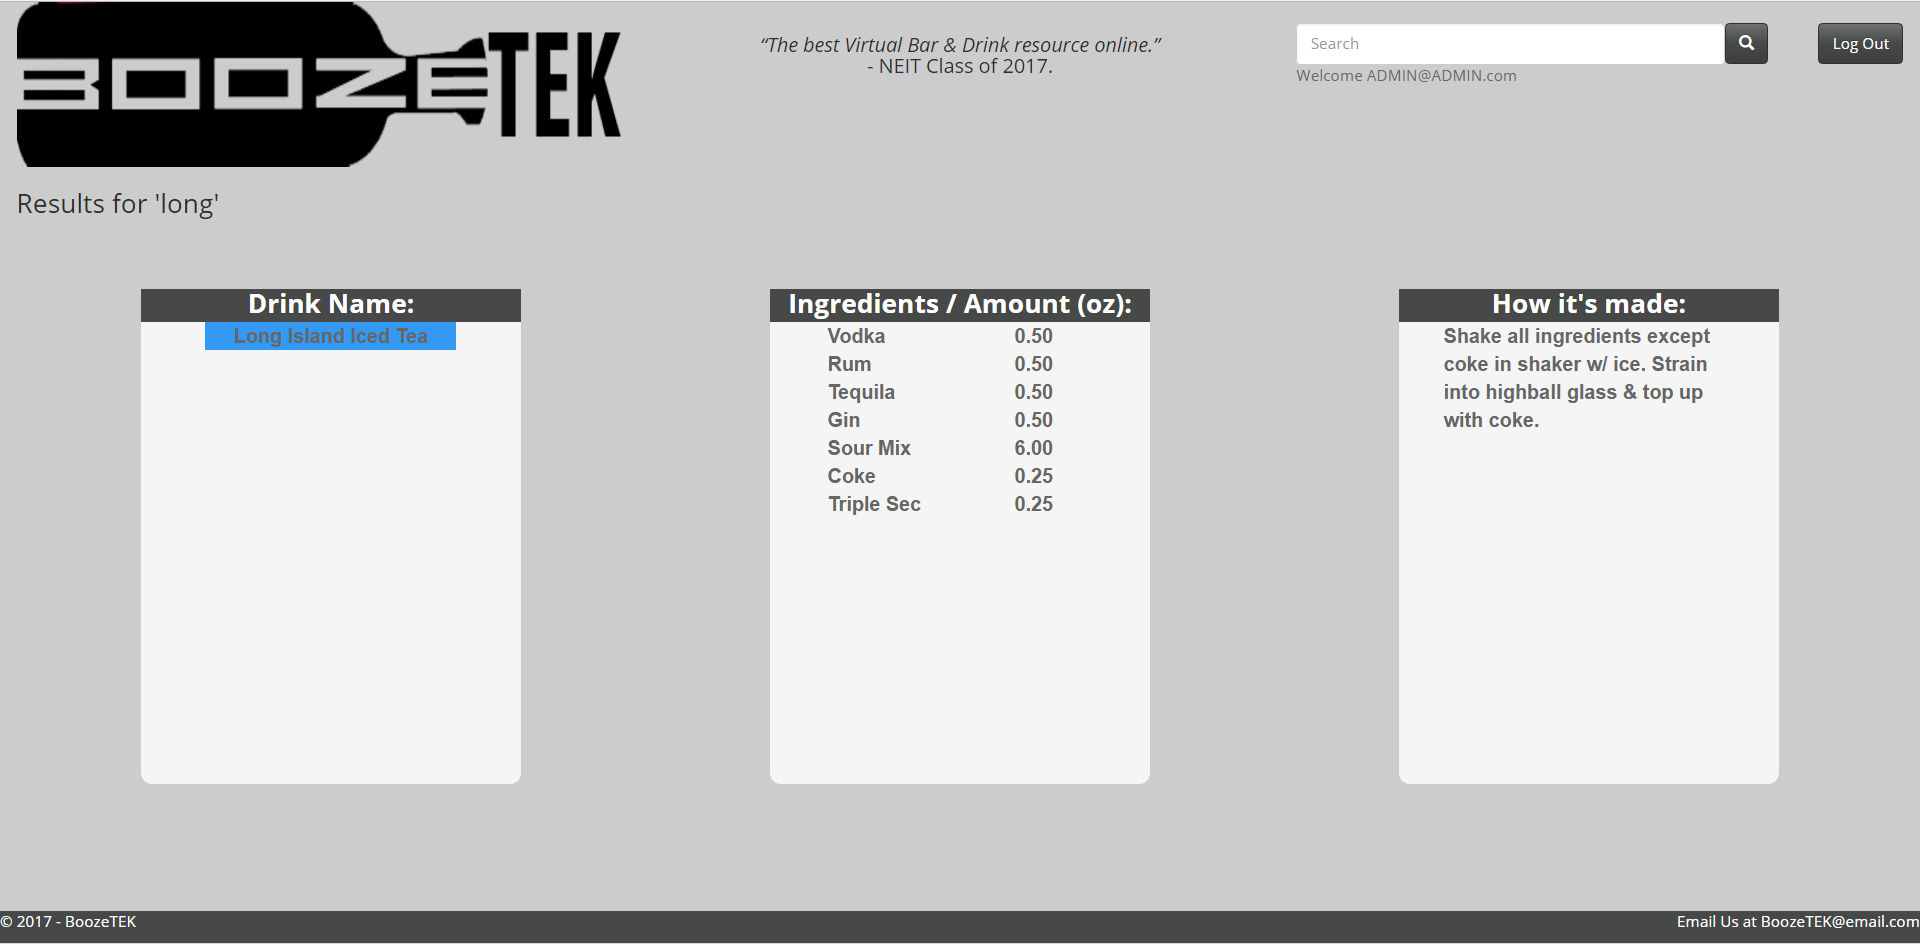 BOOZETEK
“The best Virtual Bar & Drink resource online.”
- NEIT Class of 2017.
Search
Log Out
Welcome ADMIN@ADMIN.com
Results for 'long'
Drink Name:
Long Island Iced Tea
Ingredients / Amount (oz):
Vodka 0.50
Rum 0.50
Tequila 0.50
Gin 0.50
Sour Mix 6.00
Coke 0.25
Triple Sec 0.25
How it's made:
Shake all ingredients except
coke in shaker w/ ice. Strain
into highball glass & top up
with coke.
© 2017 - BoozeTEK
Email Us at BoozeTEK@email.com